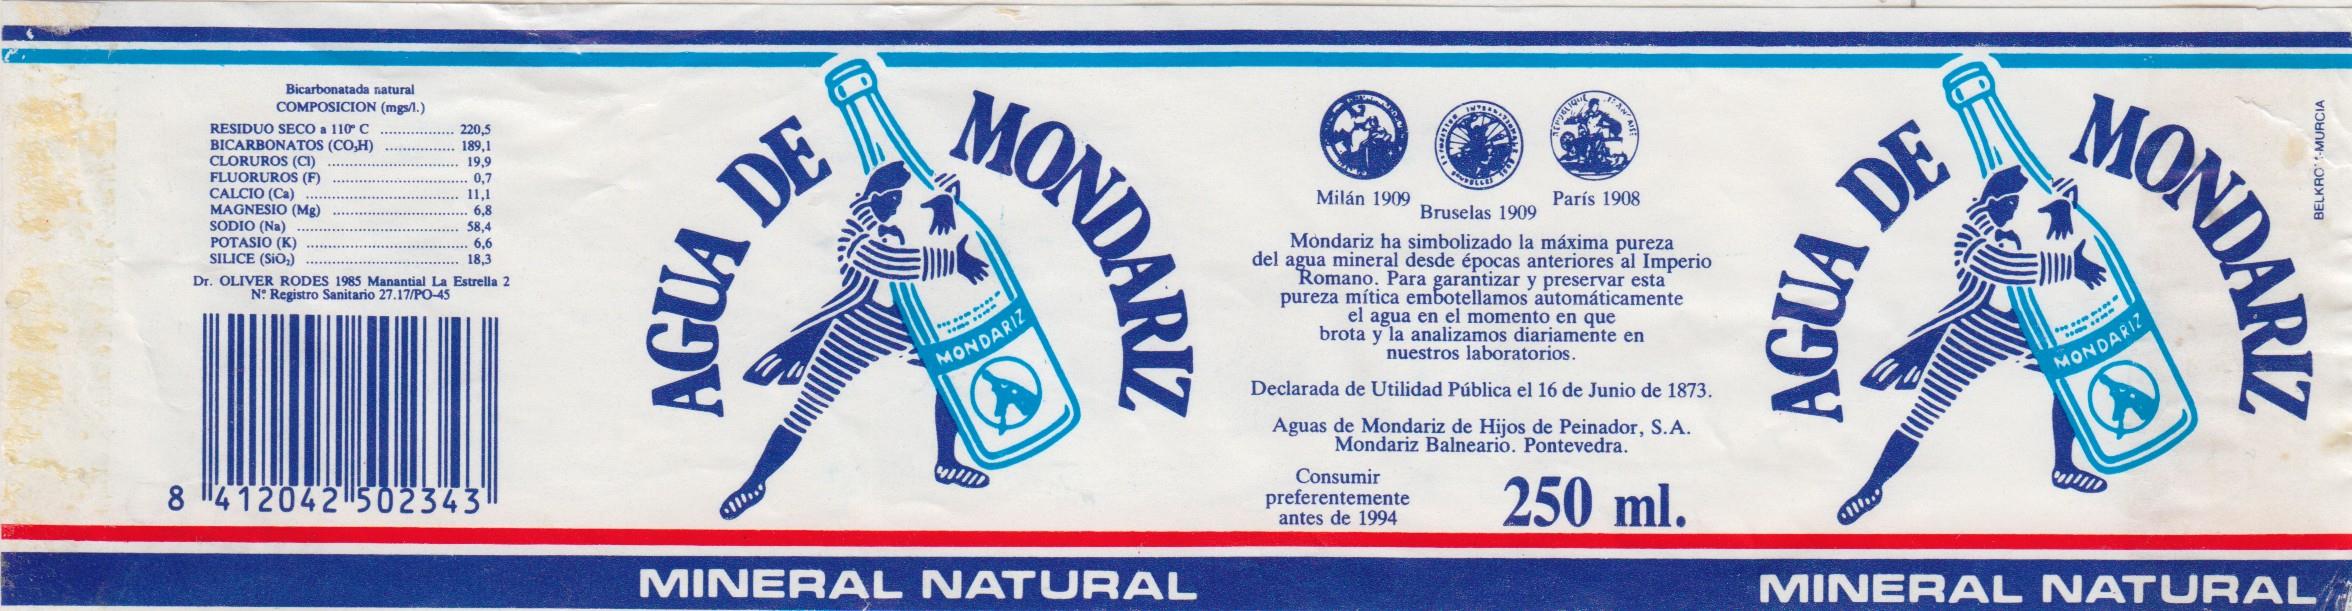 Bicarbonatada natural
COMPOSICION (mgs/l.)
RESIDUO SECO a 110º C .................. 220,5
BICARBONATOS (CO₃H) ................. 189,1
CLORUROS (Cl) ................................ 19,9
FLUORUROS (F) ................................. 0,7
CALCIO (Ca) ..................................... 11,1
MAGNESIO (Mg) ................................. 6,8
SODIO (Na) ....................................... 58,4
POTASIO (K) ...................................... 6,6
SILICE (SiO₂) .................................... 18,3
Dr. OLIVER RODES 1985 Manantial La Estrella 2
Nº Registro Sanitario 27.17/PO-45
8 412042 502343
AGUA DE MONDARIZ
MONDARIZ
Milán 1909
Bruselas 1909
REPUBLIQUE FRANÇAISE
París 1908
Mondariz ha simbolizado la máxima pureza
del agua mineral desde épocas anteriores al Imperio
Romano. Para garantizar y preservar esta
pureza mítica embotellamos automáticamente
el agua en el momento en que
brota y la analizamos diariamente en
nuestros laboratorios.
Declarada de Utilidad Pública el 16 de Junio de 1873.
Aguas de Mondariz de Hijos de Peinador, S.A.
Mondariz Balneario. Pontevedra.
Consumir
preferentemente
antes de 1994
250 ml.
AGUA DE MONDARIZ
MONDARIZ
MURCIA
MINERAL NATURAL
MINERAL NATURAL